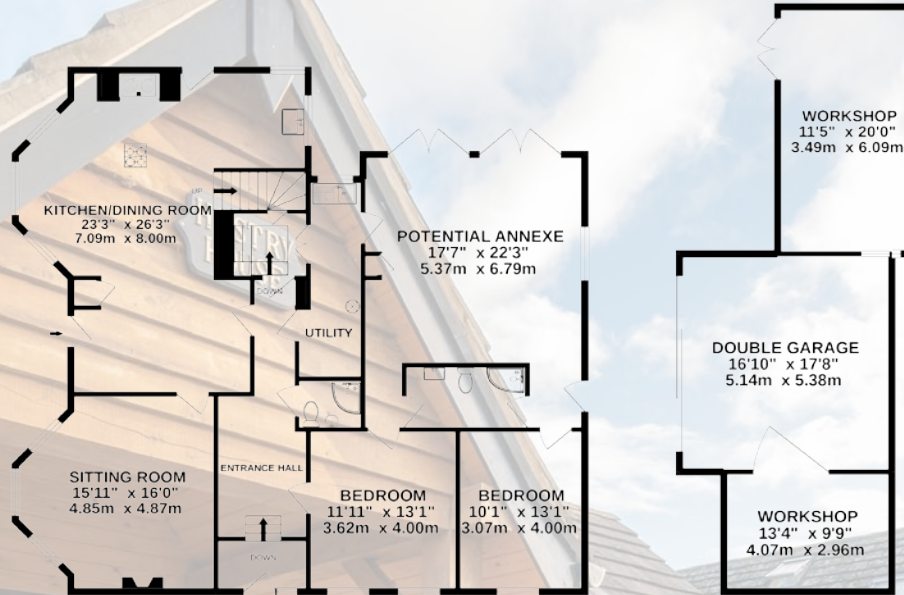 WORKSHOP
11'5" x 20'0"
3.49m x 6.09m
UP
KITCHEN/DINING ROOM
23'3" x 26'3"
7.09m x 8.00m
POTENTIAL ANNEXE
17'7" x 22'3"
5.37m x 6.79m
DOWN
UTILITY
DOUBLE GARAGE
16'10" x 17'8"
5.14m x 5.38m
SITTING ROOM
15'11" x 16'0"
4.85m x 4.87m
ENTRANCE HALL
BEDROOM
11'11" x 13'1"
3.62m x 4.00m
BEDROOM
10'1" x 13'1"
3.07m x 4.00m
WORKSHOP
13'4" x 9'9"
4.07m x 2.96m
DOWN